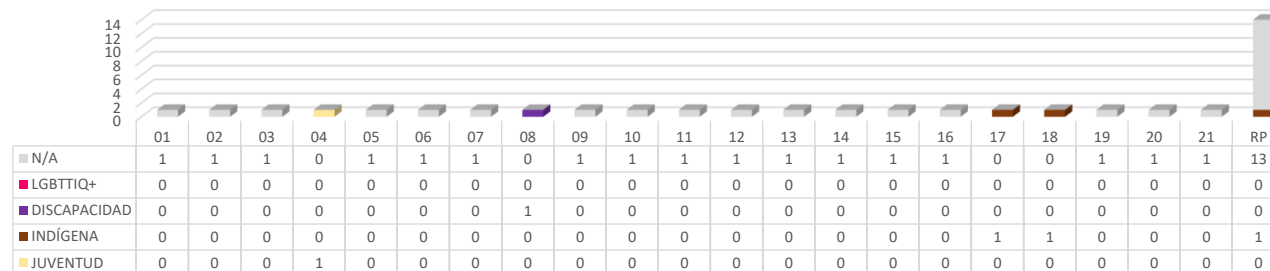 14
12
10
8
6
4
2
0
01 02 03 04 05 06 07 08 09 10 11 12 13 14 15 16 17 18 19 20 21 RP
N/A 1 1 1 0 1 1 1 0 1 1 1 1 1 1 1 1 0 0 1 1 1 13
LGBTTIQ+ 0 0 0 0 0 0 0 0 0 0 0 0 0 0 0 0 0 0 0 0 0 0
DISCAPACIDAD 0 0 0 0 0 0 0 1 0 0 0 0 0 0 0 0 0 0 0 0 0 0
INDÍGENA 0 0 0 0 0 0 0 0 0 0 0 0 0 0 0 0 1 1 0 0 0 1
JUVENTUD 0 0 0 1 0 0 0 0 0 0 0 0 0 0 0 0 0 0 0 0 0 0